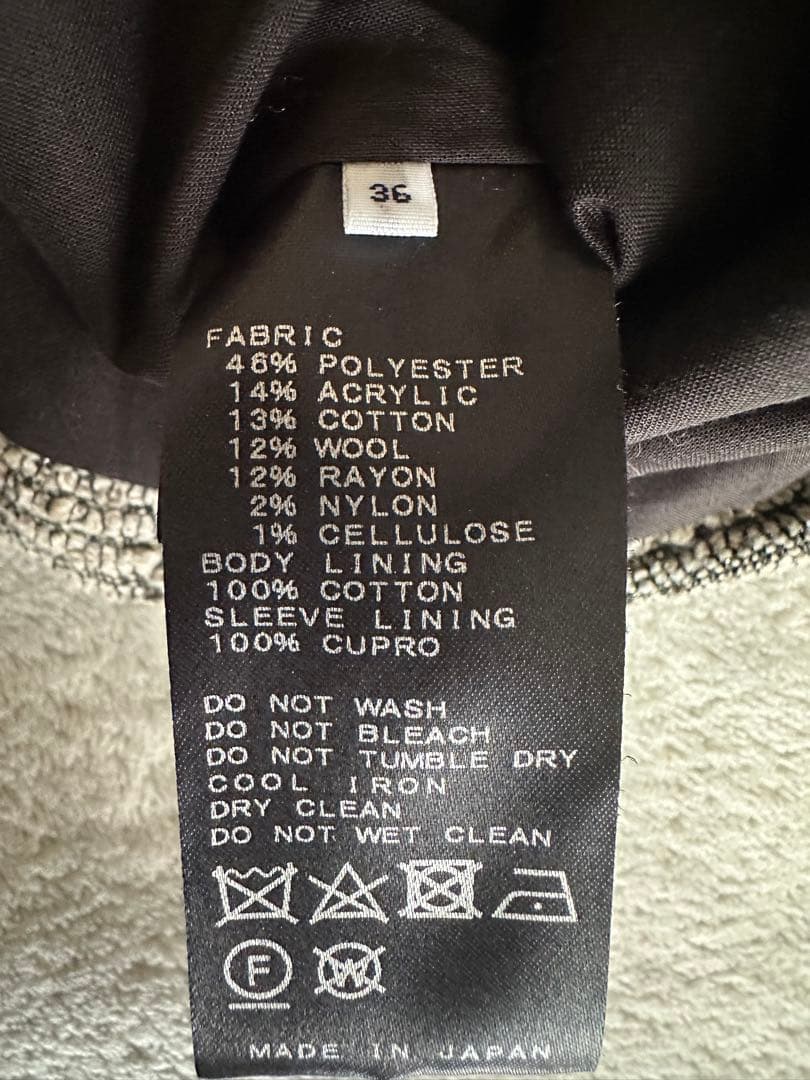 36
FABRIC
46% POLYESTER
14% ACRYLIC
13% COTTON
12% WOOL
12% RAYON
2% NYLON
1% CELLULOSE
BODY LINING
100% COTTON
SLEEVE LINING
100% CUPRO
DO NOT WASH
DO NOT BLEACH
DO NOT TUMBLE DRY
COOL IRON
DRY CLEAN
DO NOT WET CLEAN
F W
MADE IN JAPAN